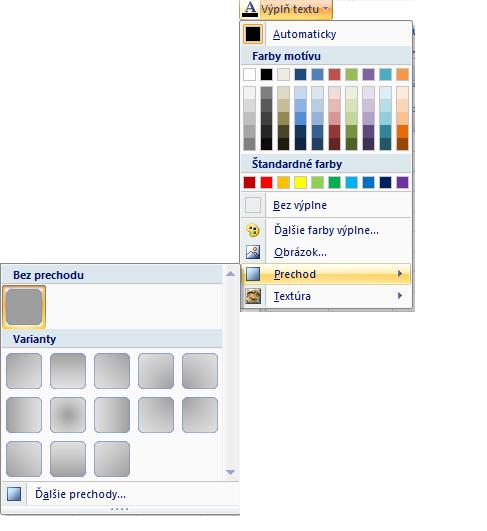 A Výplň textu
Automaticky
Farby motívu
Štandardné farby
Bez výplne
Ďalšie farby výplne...
Obrázok...
Prechod
Textúra
Bez prechodu
Varianty
Ďalšie prechody...